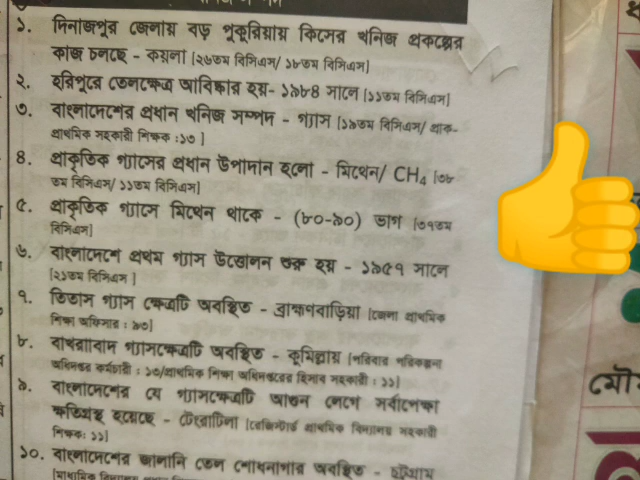 ১. দিনাজপুর জেলায় বড় পুকুরিয়ায় কিসের খনিজ প্রকল্পের
কাজ চলছে - কয়লা [২৬তম বিসিএস/ ১৮তম বিসিএস]
২. হরিপুরে তেলক্ষেত্র আবিষ্কার হয়- ১৯৮৪ সালে [১১তম বিসিএস]
৩. বাংলাদেশের প্রধান খনিজ সম্পদ - গ্যাস [১৯তম বিসিএস/ প্রাক-
প্রাথমিক সহকারী শিক্ষক :১৩ ]
৪. প্রাকৃতিক গ্যাসের প্রধান উপাদান হলো - মিথেন/ CH₄ [৩৮
তম বিসিএস/ ১১তম বিসিএস]
৫. প্রাকৃতিক গ্যাসে মিথেন থাকে - (৮০-৯০) ভাগ [৩৭তম
বিসিএস]
৬. বাংলাদেশে প্রথম গ্যাস উত্তোলন শুরু হয় - ১৯৫৭ সালে
[২১তম বিসিএস ]
৭. তিতাস গ্যাস ক্ষেত্রটি অবস্থিত - ব্রাহ্মণবাড়িয়া [জেলা প্রাথমিক
শিক্ষা অফিসার : ৯৩]
৮. বাখরাবাদ গ্যাসক্ষেত্রটি অবস্থিত - কুমিল্লায় [পরিবার পরিকল্পনা
অধিদপ্তর কর্মচারী : ১৩/প্রাথমিক শিক্ষা অধিদপ্তরের হিসাব সহকারী : ১১]
৯. বাংলাদেশের যে গ্যাসক্ষেত্রটি আগুন লেগে সর্বাপেক্ষা
ক্ষতিগ্রস্থ হয়েছে - টেংরাটিলা [রেজিস্টার্ড প্রাথমিক বিদ্যালয় সহকারী
শিক্ষক: ১১]
১০. বাংলাদেশের জ্বালানি তেল শোধনাগার অবস্থিত - চট্টগ্রাম
মৌ